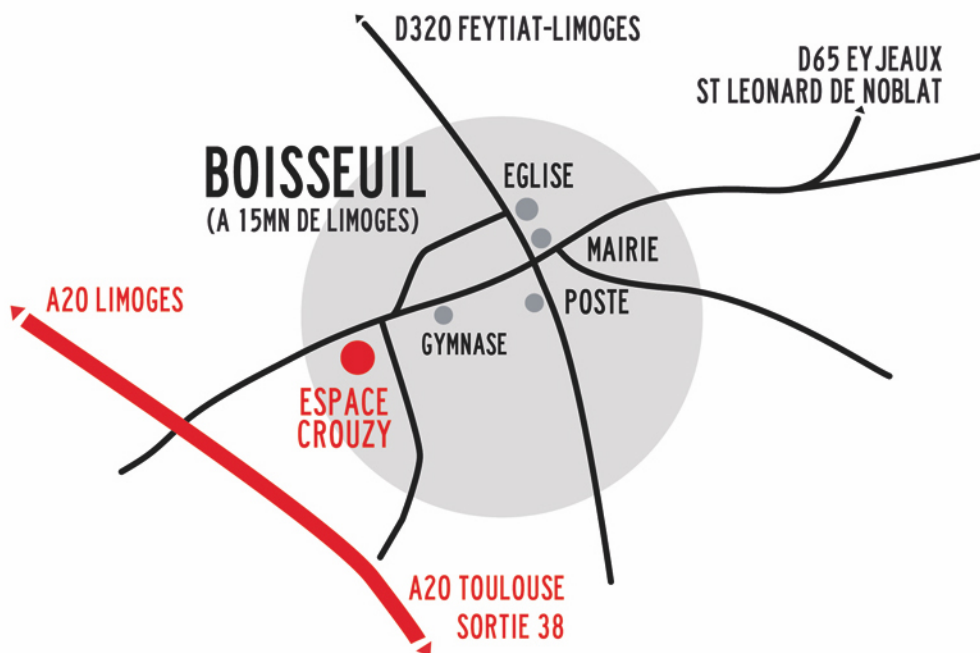 D320 FEYTIAT-LIMOGES
D65 EYJEAUX
ST LEONARD DE NOBLAT
BOISSEUIL
(A 15MN DE LIMOGES)
EGLISE
MAIRIE
A20 LIMOGES
POSTE
GYMNASE
ESPACE
CROUZY
A20 TOULOUSE
SORTIE 38